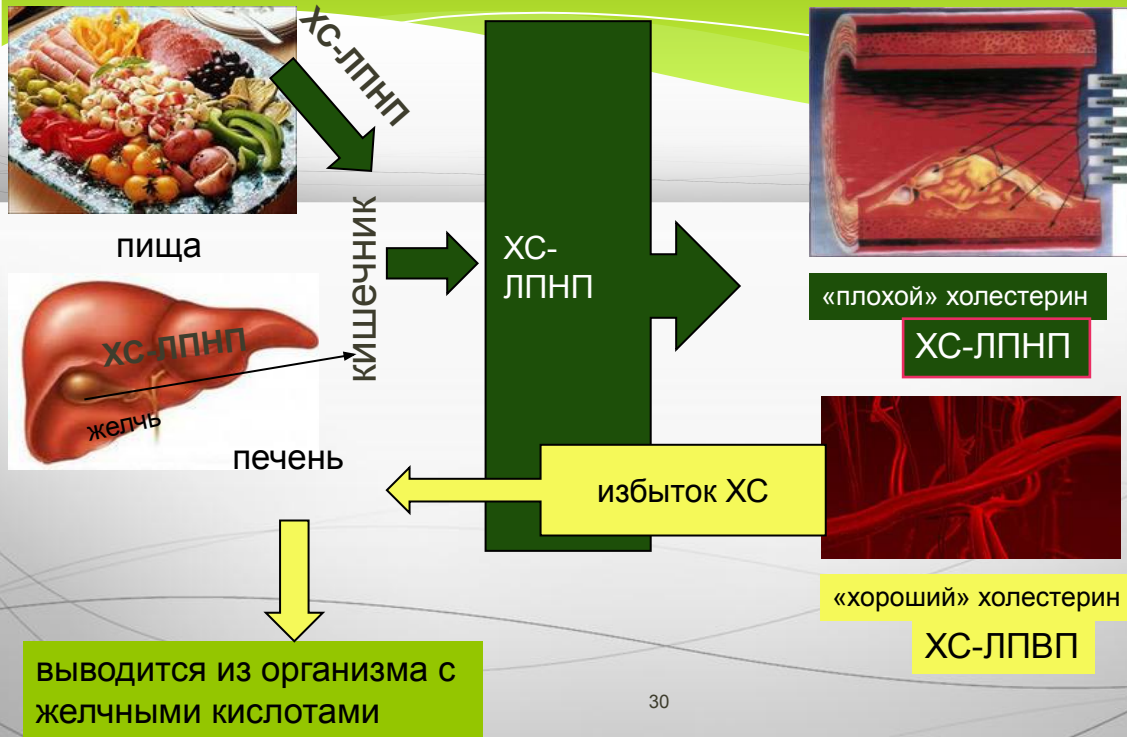 ХС-ЛПНП
пища
кишечник
ХС-
ЛПНП
«плохой» холестерин
ХС-ЛПНП
ХС-ЛПНП
желчь
печень
избыток ХС
«хороший» холестерин
ХС-ЛПВП
выводится из организма с
желчными кислотами
30